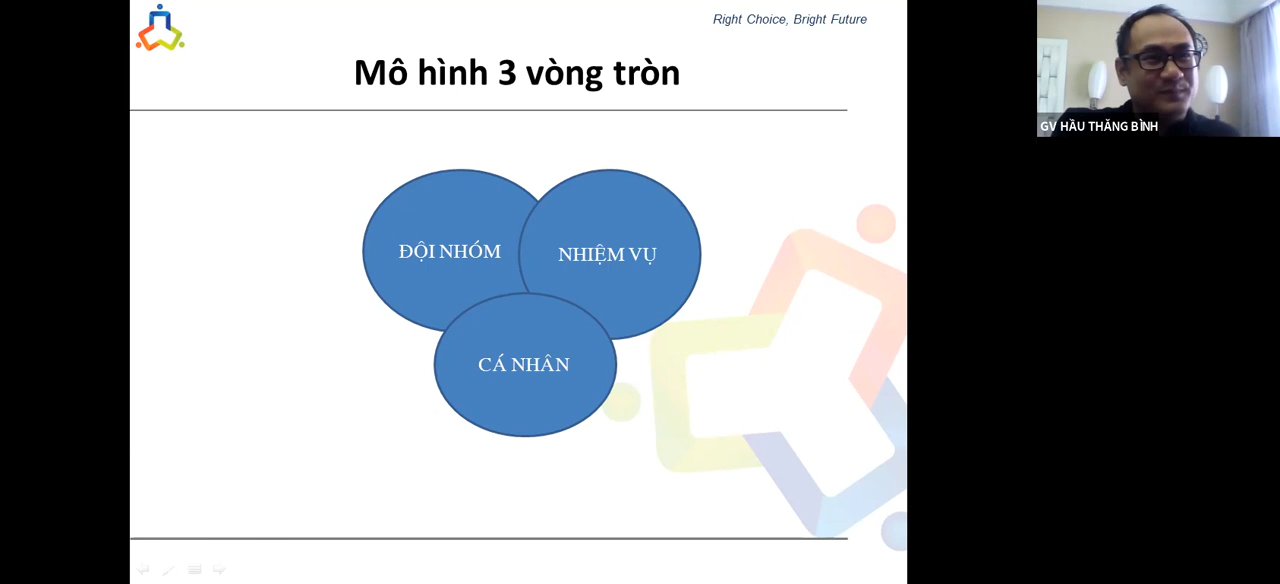 Right Choice, Bright Future
Mô hình 3 vòng tròn
ĐỘI NHÓM
NHIỆM VỤ
CÁ NHÂN
GV HẦU THĂNG BÌNH